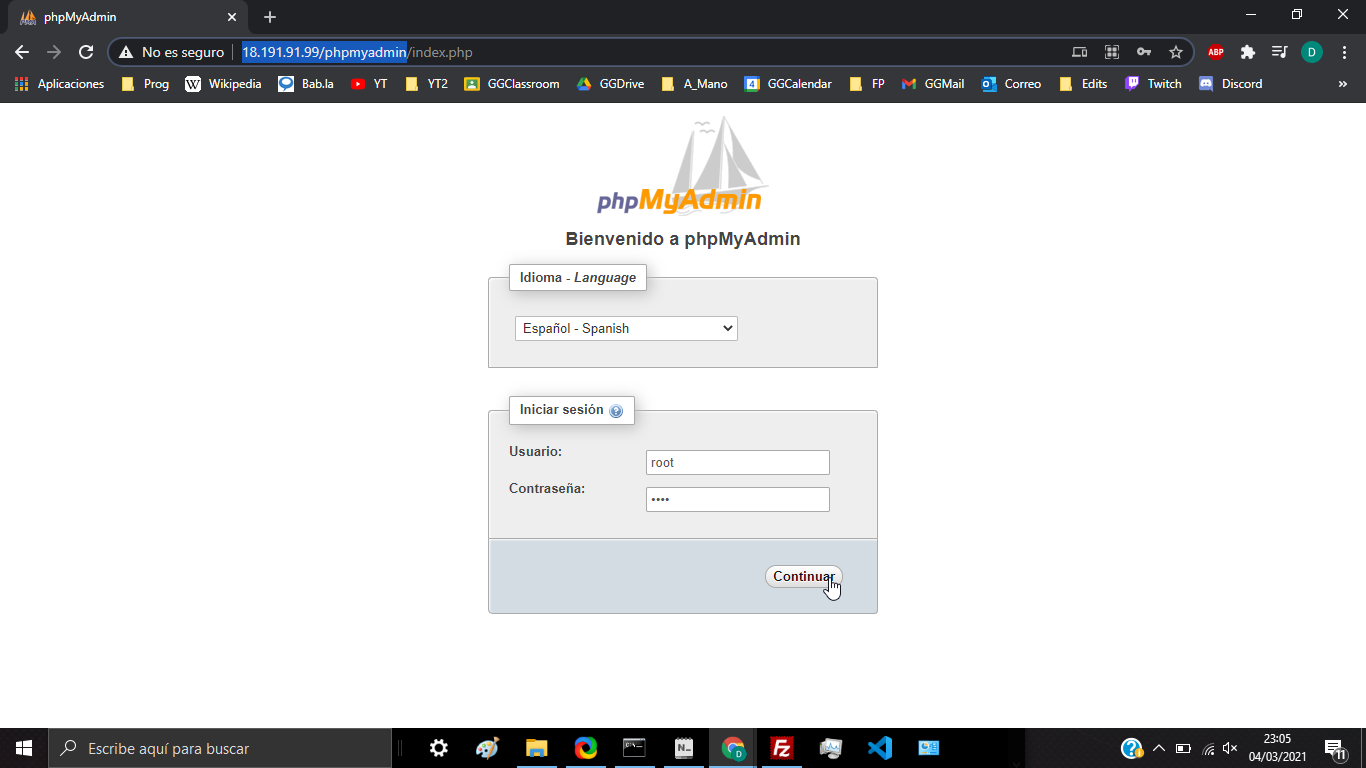 phpMyAdmin
No es seguro
18.191.91.99/phpmyadmin/index.php
ABP
D
Aplicaciones
Prog
Wikipedia
Bab.la
YT
YT2
GGClassroom
GGDrive
A_Mano
4
GGCalendar
FP
GGMail
Correo
Edits
Twitch
Discord
»
phpMyAdmin
Bienvenido a phpMyAdmin
Idioma - Language
Español - Spanish
Iniciar sesión
Usuario:
root
Contraseña:
••••
Continuar
Escribe aquí para buscar
23:05
04/03/2021
11